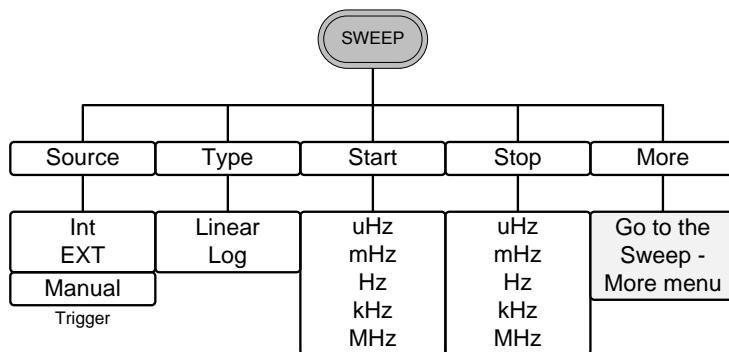 SWEEP
Source
Type
Start
Stop
More
Int
EXT
Manual
Trigger
Linear
Log
uHz
mHz
Hz
kHz
MHz
uHz
mHz
Hz
kHz
MHz
Go to the
Sweep -
More menu